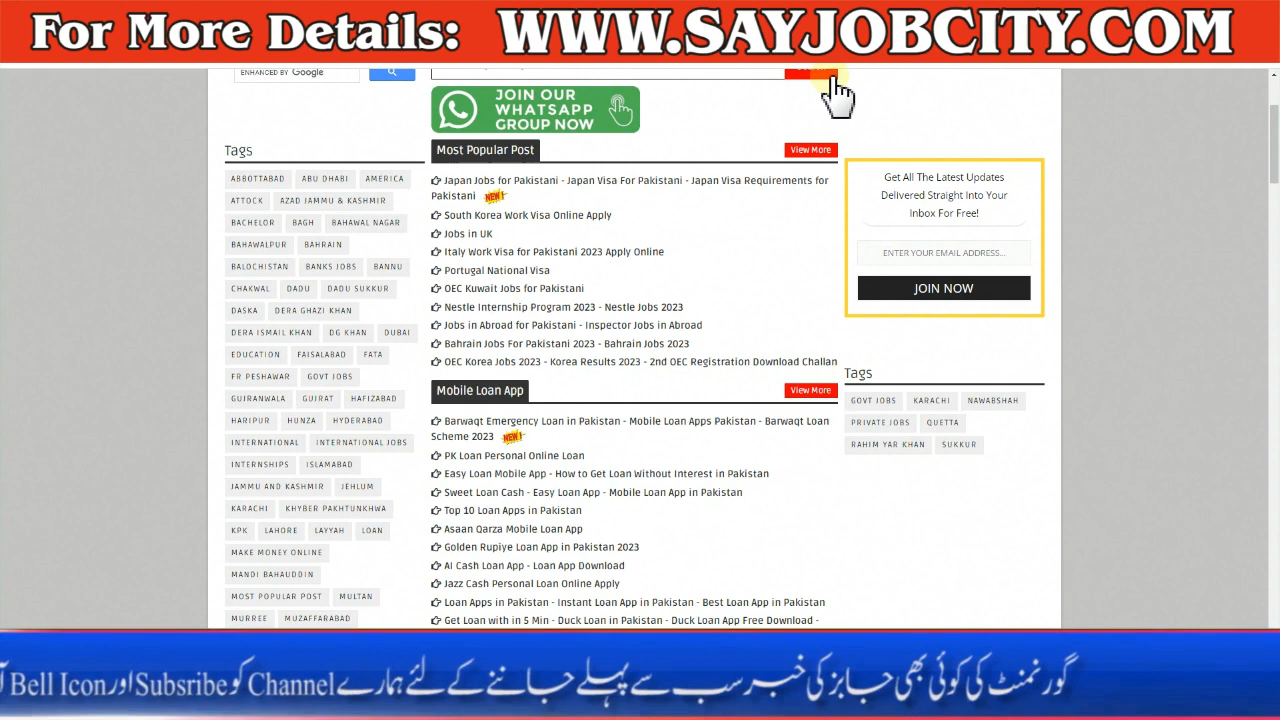 For More Details: WWW.SAYJOBCITY.COM
ENHANCED BY Google
JOIN OUR
WHATSAPP
GROUP NOW
Tags
ABBOTTABAD ABU DHABI AMERICA
ATTOCK AZAD JAMMU & KASHMIR
BACHELOR BAGH BAHAWAL NAGAR
BAHAWALPUR BAHRAIN
BALOCHISTAN BANKS JOBS BANNU
CHAKWAL DADU DADU SUKKUR
DASKA DERA GHAZI KHAN
DERA ISMAIL KHAN DG KHAN DUBAI
EDUCATION FAISALABAD FATA
FR PESHAWAR GOVT JOBS
GUJRANWALA GUJRAT HAFIZABAD
HARIPUR HUNZA HYDERABAD
INTERNATIONAL INTERNATIONAL JOBS
INTERNSHIPS ISLAMABAD
JAMMU AND KASHMIR JEHLUM
KARACHI KHYBER PAKHTUNKHWA
KPK LAHORE LAYYAH LOAN
MAKE MONEY ONLINE
MANDI BAHAUDDIN
MOST POPULAR POST MULTAN
MURREE MUZAFFARABAD
Most Popular Post View More
Japan Jobs for Pakistani - Japan Visa For Pakistani - Japan Visa Requirements for
Pakistani NEW!
South Korea Work Visa Online Apply
Jobs in UK
Italy Work Visa for Pakistani 2023 Apply Online
Portugal National Visa
OEC Kuwait Jobs for Pakistani
Nestle Internship Program 2023 - Nestle Jobs 2023
Jobs in Abroad for Pakistani - Inspector Jobs in Abroad
Bahrain Jobs For Pakistani 2023 - Bahrain Jobs 2023
OEC Korea Jobs 2023 - Korea Results 2023 - 2nd OEC Registration Download Challan
Mobile Loan App View More
Barwaqt Emergency Loan in Pakistan - Mobile Loan Apps Pakistan - Barwaqt Loan
Scheme 2023 NEW!
PK Loan Personal Online Loan
Easy Loan Mobile App - How to Get Loan Without Interest in Pakistan
Sweet Loan Cash - Easy Loan App - Mobile Loan App in Pakistan
Top 10 Loan Apps in Pakistan
Asaan Qarza Mobile Loan App
Golden Rupiye Loan App in Pakistan 2023
AI Cash Loan App - Loan App Download
Jazz Cash Personal Loan Online Apply
Loan Apps in Pakistan - Instant Loan App in Pakistan - Best Loan App in Pakistan
Get Loan with in 5 Min - Duck Loan in Pakistan - Duck Loan App Free Download -
Get All The Latest Updates
Delivered Straight Into Your
Inbox For Free!
ENTER YOUR EMAIL ADDRESS...
JOIN NOW
Tags
GOVT JOBS KARACHI NAWABSHAH
PRIVATE JOBS QUETTA
RAHIM YAR KHAN SUKKUR
گورنمنٹ کی کوئی بھی جابز کی خبر سب سے پہلے جاننے کے لئے ہمارے Channel کو Subsribe اور Bell Icon